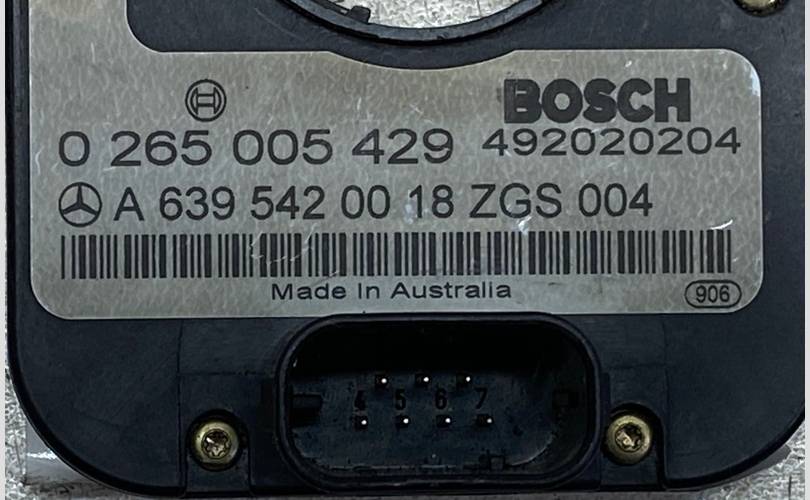 BOSCH
0 265 005 429 492020204
A 639 542 00 18 ZGS 004
Made In Australia 906
4 5 6 7